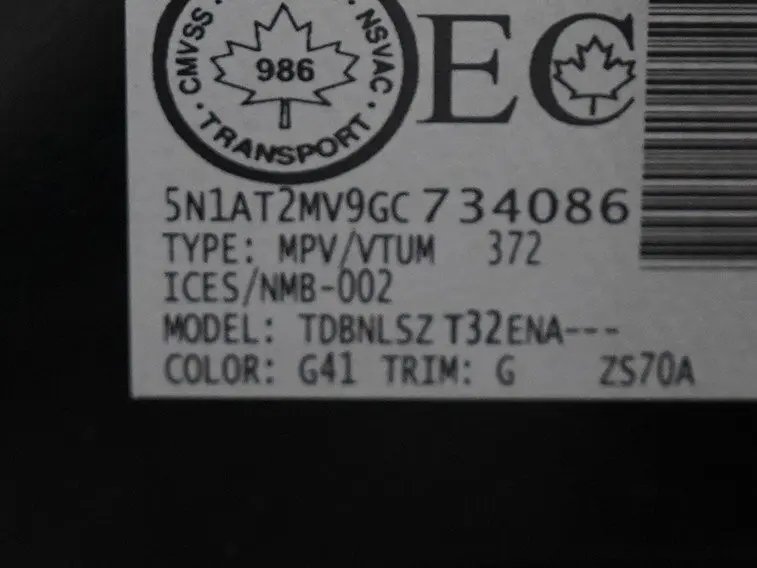 CMVSS · NSVAC · TRANSPORT ·
986
EC
5N1AT2MV9GC734086
TYPE: MPV/VTUM 372
ICES/NMB-002
MODEL: TDBNLSZ T32ENA---
COLOR: G41 TRIM: G ZS70A